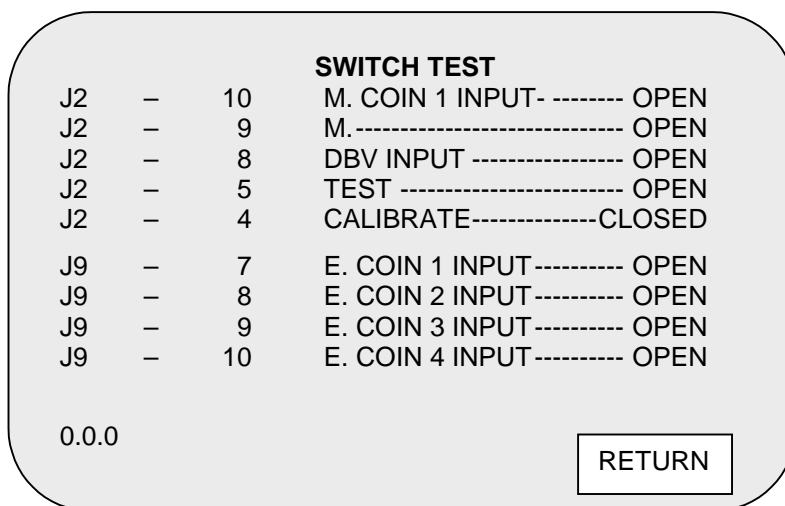 SWITCH TEST
J2 – 10 M. COIN 1 INPUT- -------- OPEN
J2 – 9 M.------------------------------ OPEN
J2 – 8 DBV INPUT ----------------- OPEN
J2 – 5 TEST ------------------------- OPEN
J2 – 4 CALIBRATE--------------CLOSED
J9 – 7 E. COIN 1 INPUT---------- OPEN
J9 – 8 E. COIN 2 INPUT---------- OPEN
J9 – 9 E. COIN 3 INPUT---------- OPEN
J9 – 10 E. COIN 4 INPUT---------- OPEN
0.0.0
RETURN